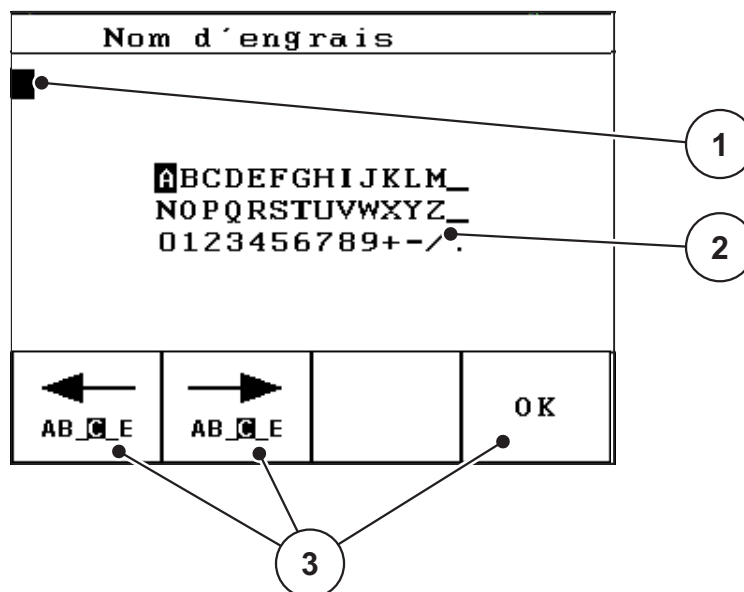 Nom d´engrais
1
ABCDEFGHIJKLM_
NOPQRSTUVWXYZ_
0123456789+-/.
2
AB_C_E
AB_C_E
OK
3